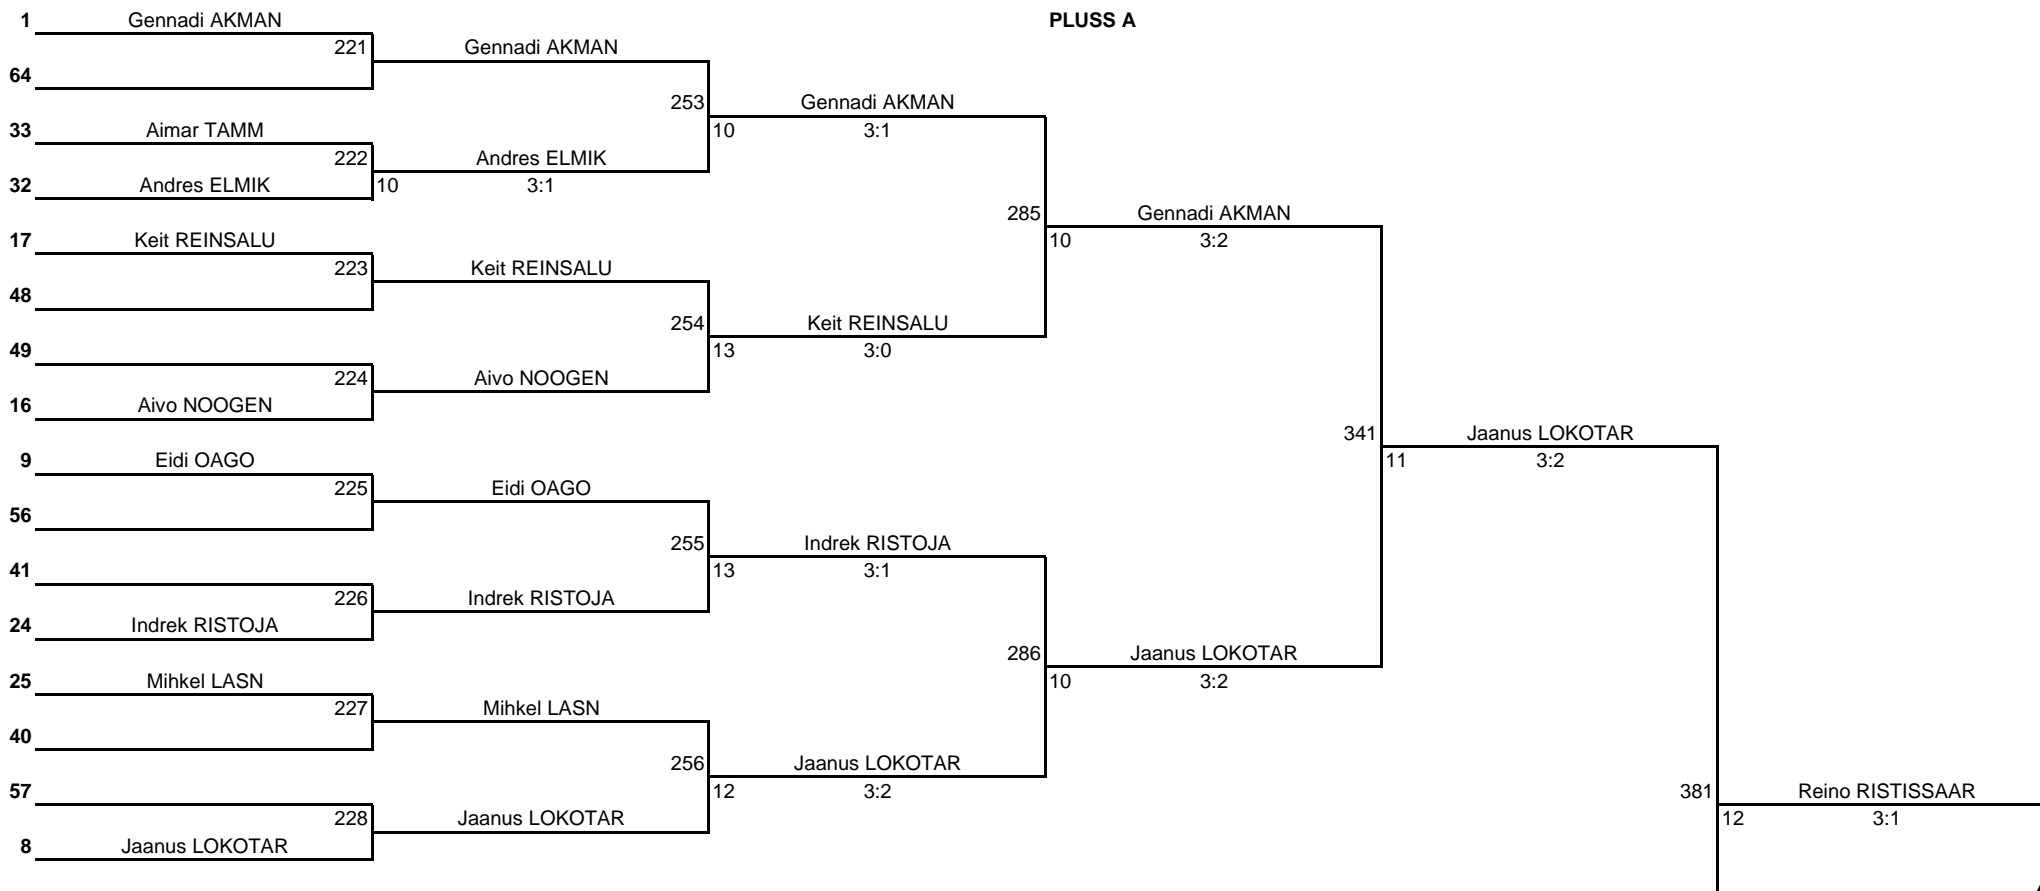 1 Gennadi AKMAN PLUSS A
221 Gennadi AKMAN
64
253 Gennadi AKMAN
33 Aimar TAMM 10 3:1
222 Andres ELMIK
32 Andres ELMIK 10 3:1
285 Gennadi AKMAN
17 Keit REINSALU 10 3:2
223 Keit REINSALU
48
254 Keit REINSALU
49 13 3:0
224 Aivo NOOGEN
16 Aivo NOOGEN
341 Jaanus LOKOTAR
9 Eidi OAGO 11 3:2
225 Eidi OAGO
56
255 Indrek RISTOJA
41 13 3:1
226 Indrek RISTOJA
24 Indrek RISTOJA
286 Jaanus LOKOTAR
25 Mihkel LASN 10 3:2
227 Mihkel LASN
40
256 Jaanus LOKOTAR
57 12 3:2
381 Reino RISTISSAAR
228 Jaanus LOKOTAR 12 3:1
8 Jaanus LOKOTAR